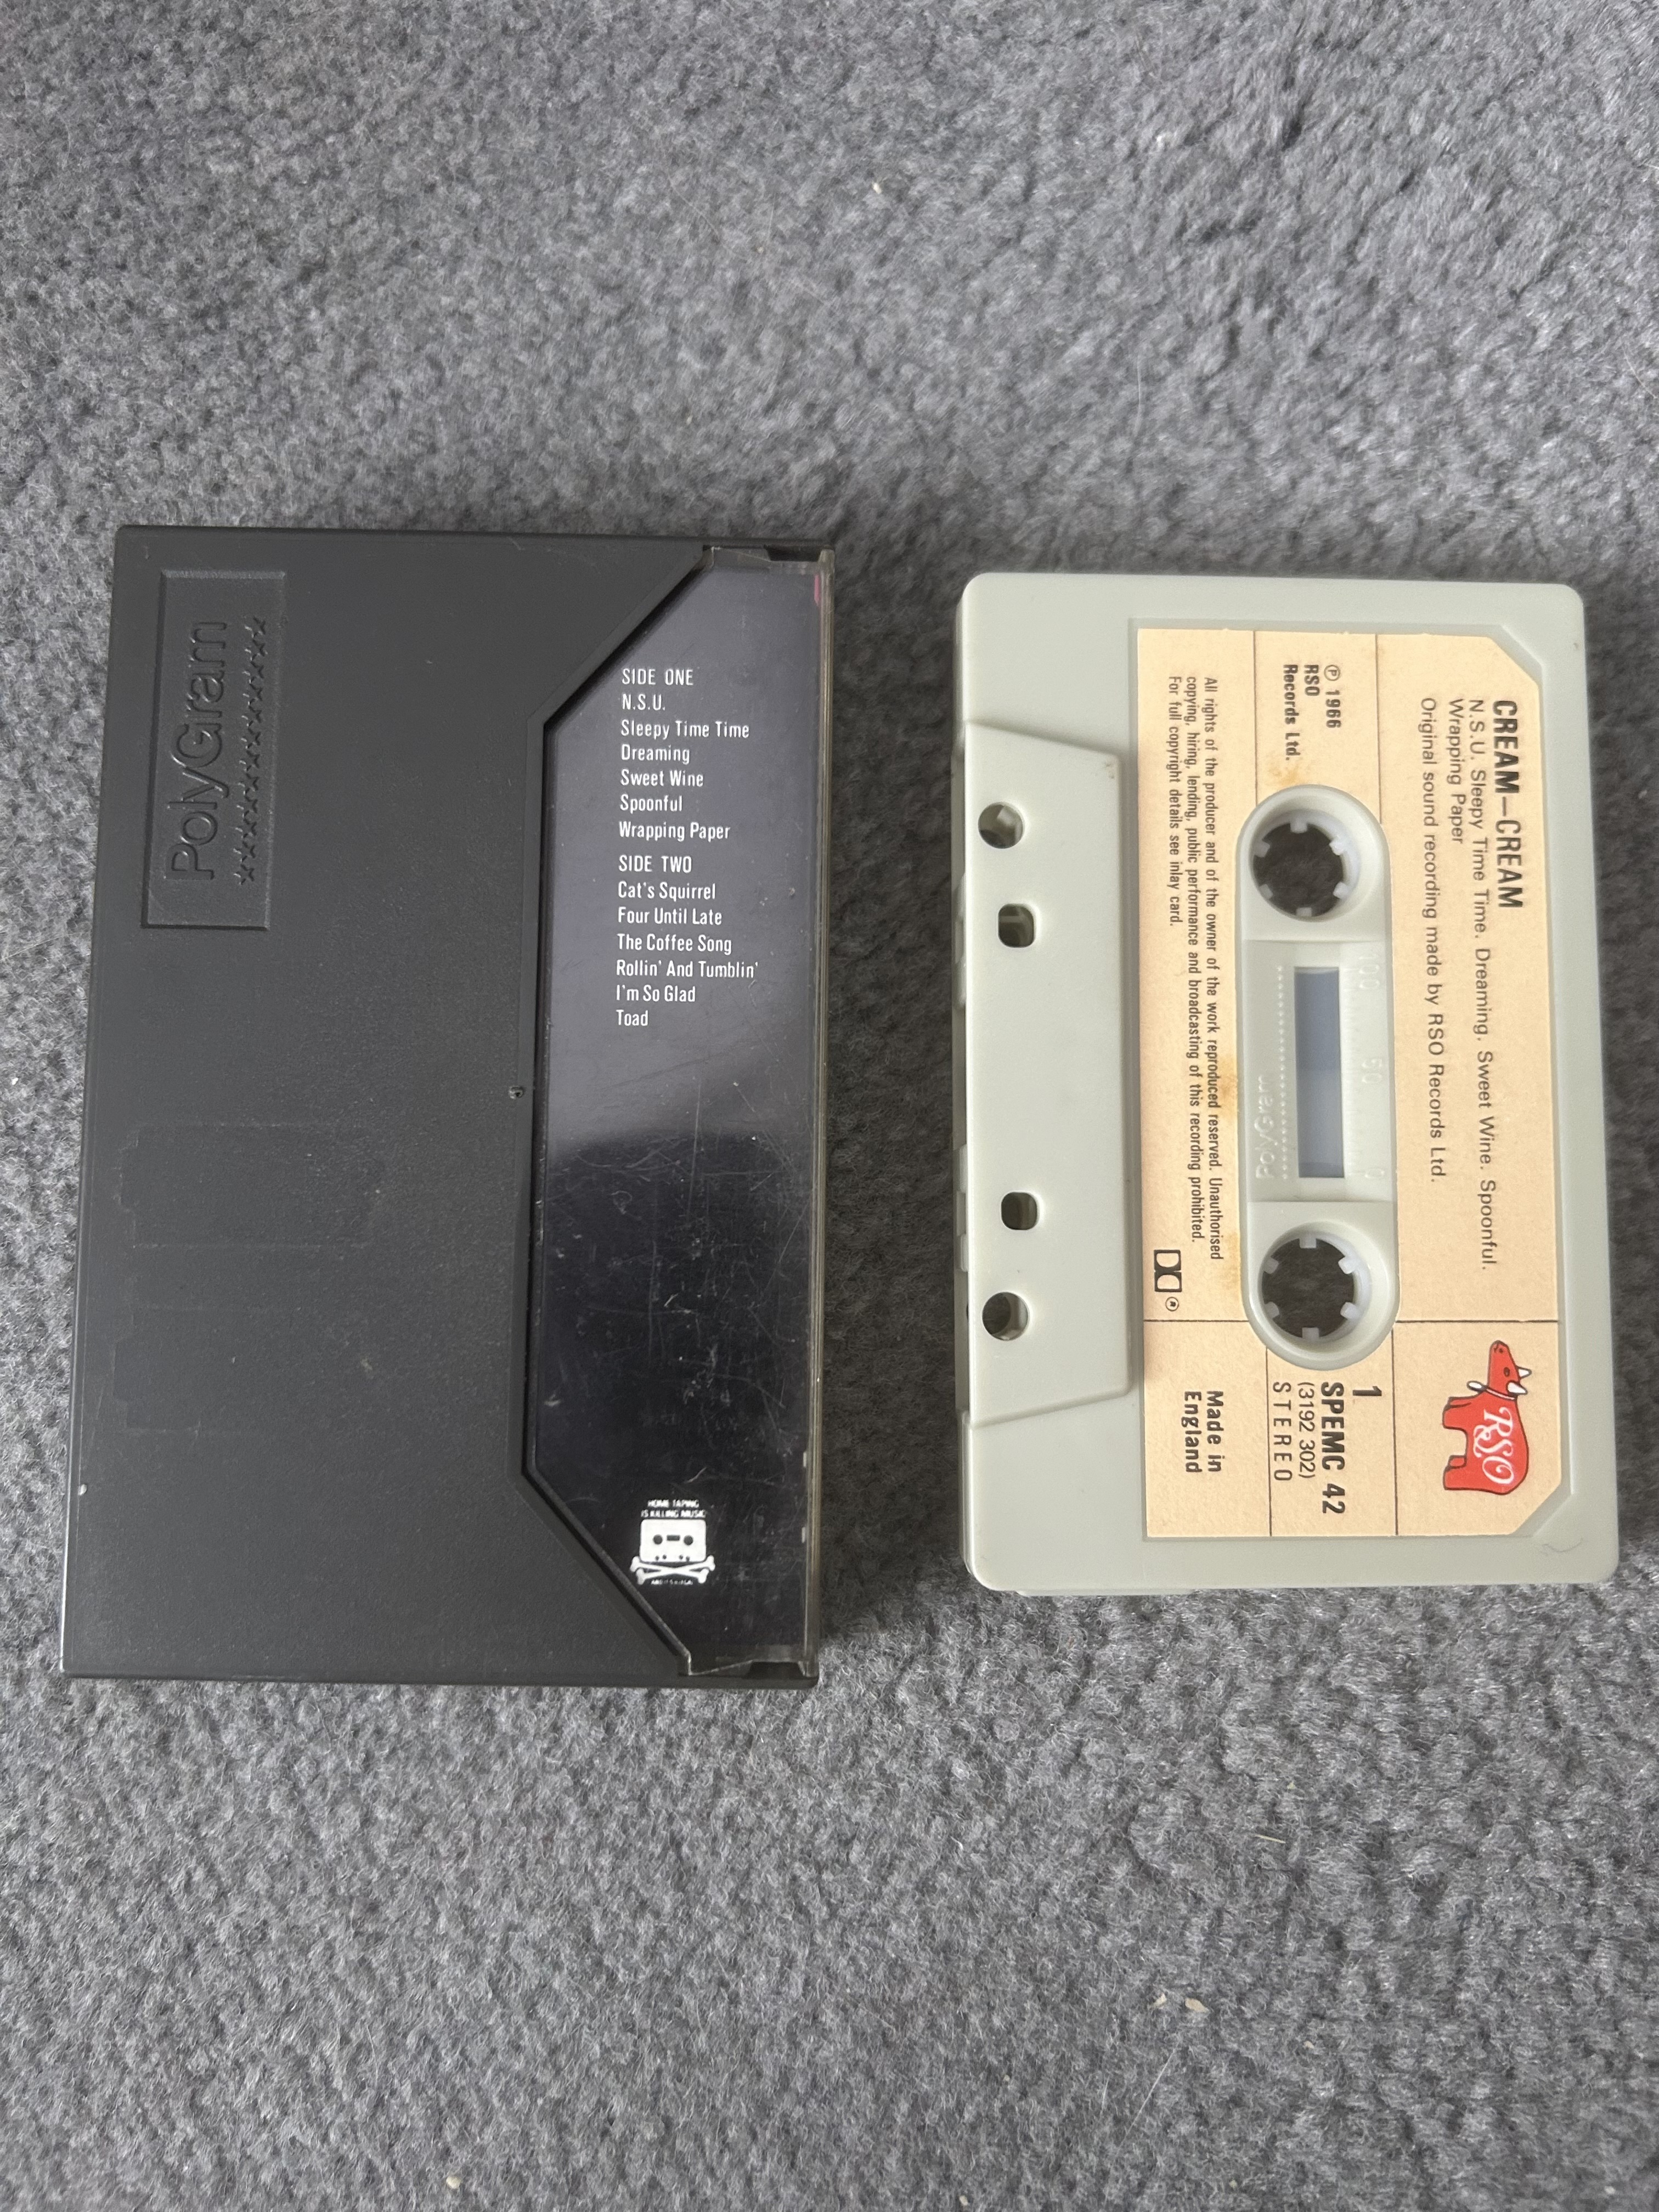 PolyGram
SIDE ONE
N.S.U.
Sleepy Time Time
Dreaming
Sweet Wine
Spoonful
Wrapping Paper
SIDE TWO
Cat's Squirrel
Four Until Late
The Coffee Song
Rollin' And Tumblin'
I'm So Glad
Toad
HOME TAPING
IS KILLING MUSIC
CREAM—CREAM
N.S.U. Sleepy Time Time. Dreaming. Sweet Wine. Spoonful.
Wrapping Paper
Original sound recording made by RSO Records Ltd.
RSO
℗ 1966
RSO
Records Ltd.
100 50 0
PolyGram
1
SPEMC 42
(3192 302)
STEREO
All rights of the producer and of the owner of the work reproduced reserved. Unauthorised
copying, hiring, lending, public performance and broadcasting of this recording prohibited.
For full copyright details see inlay card.
®
Made in
England